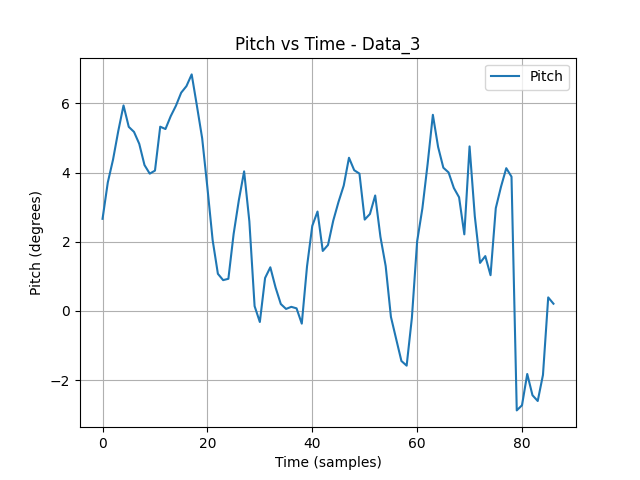 Pitch vs Time - Data_3
Pitch
6
4
2
0
−2
Pitch (degrees)
0 20 40 60 80
Time (samples)